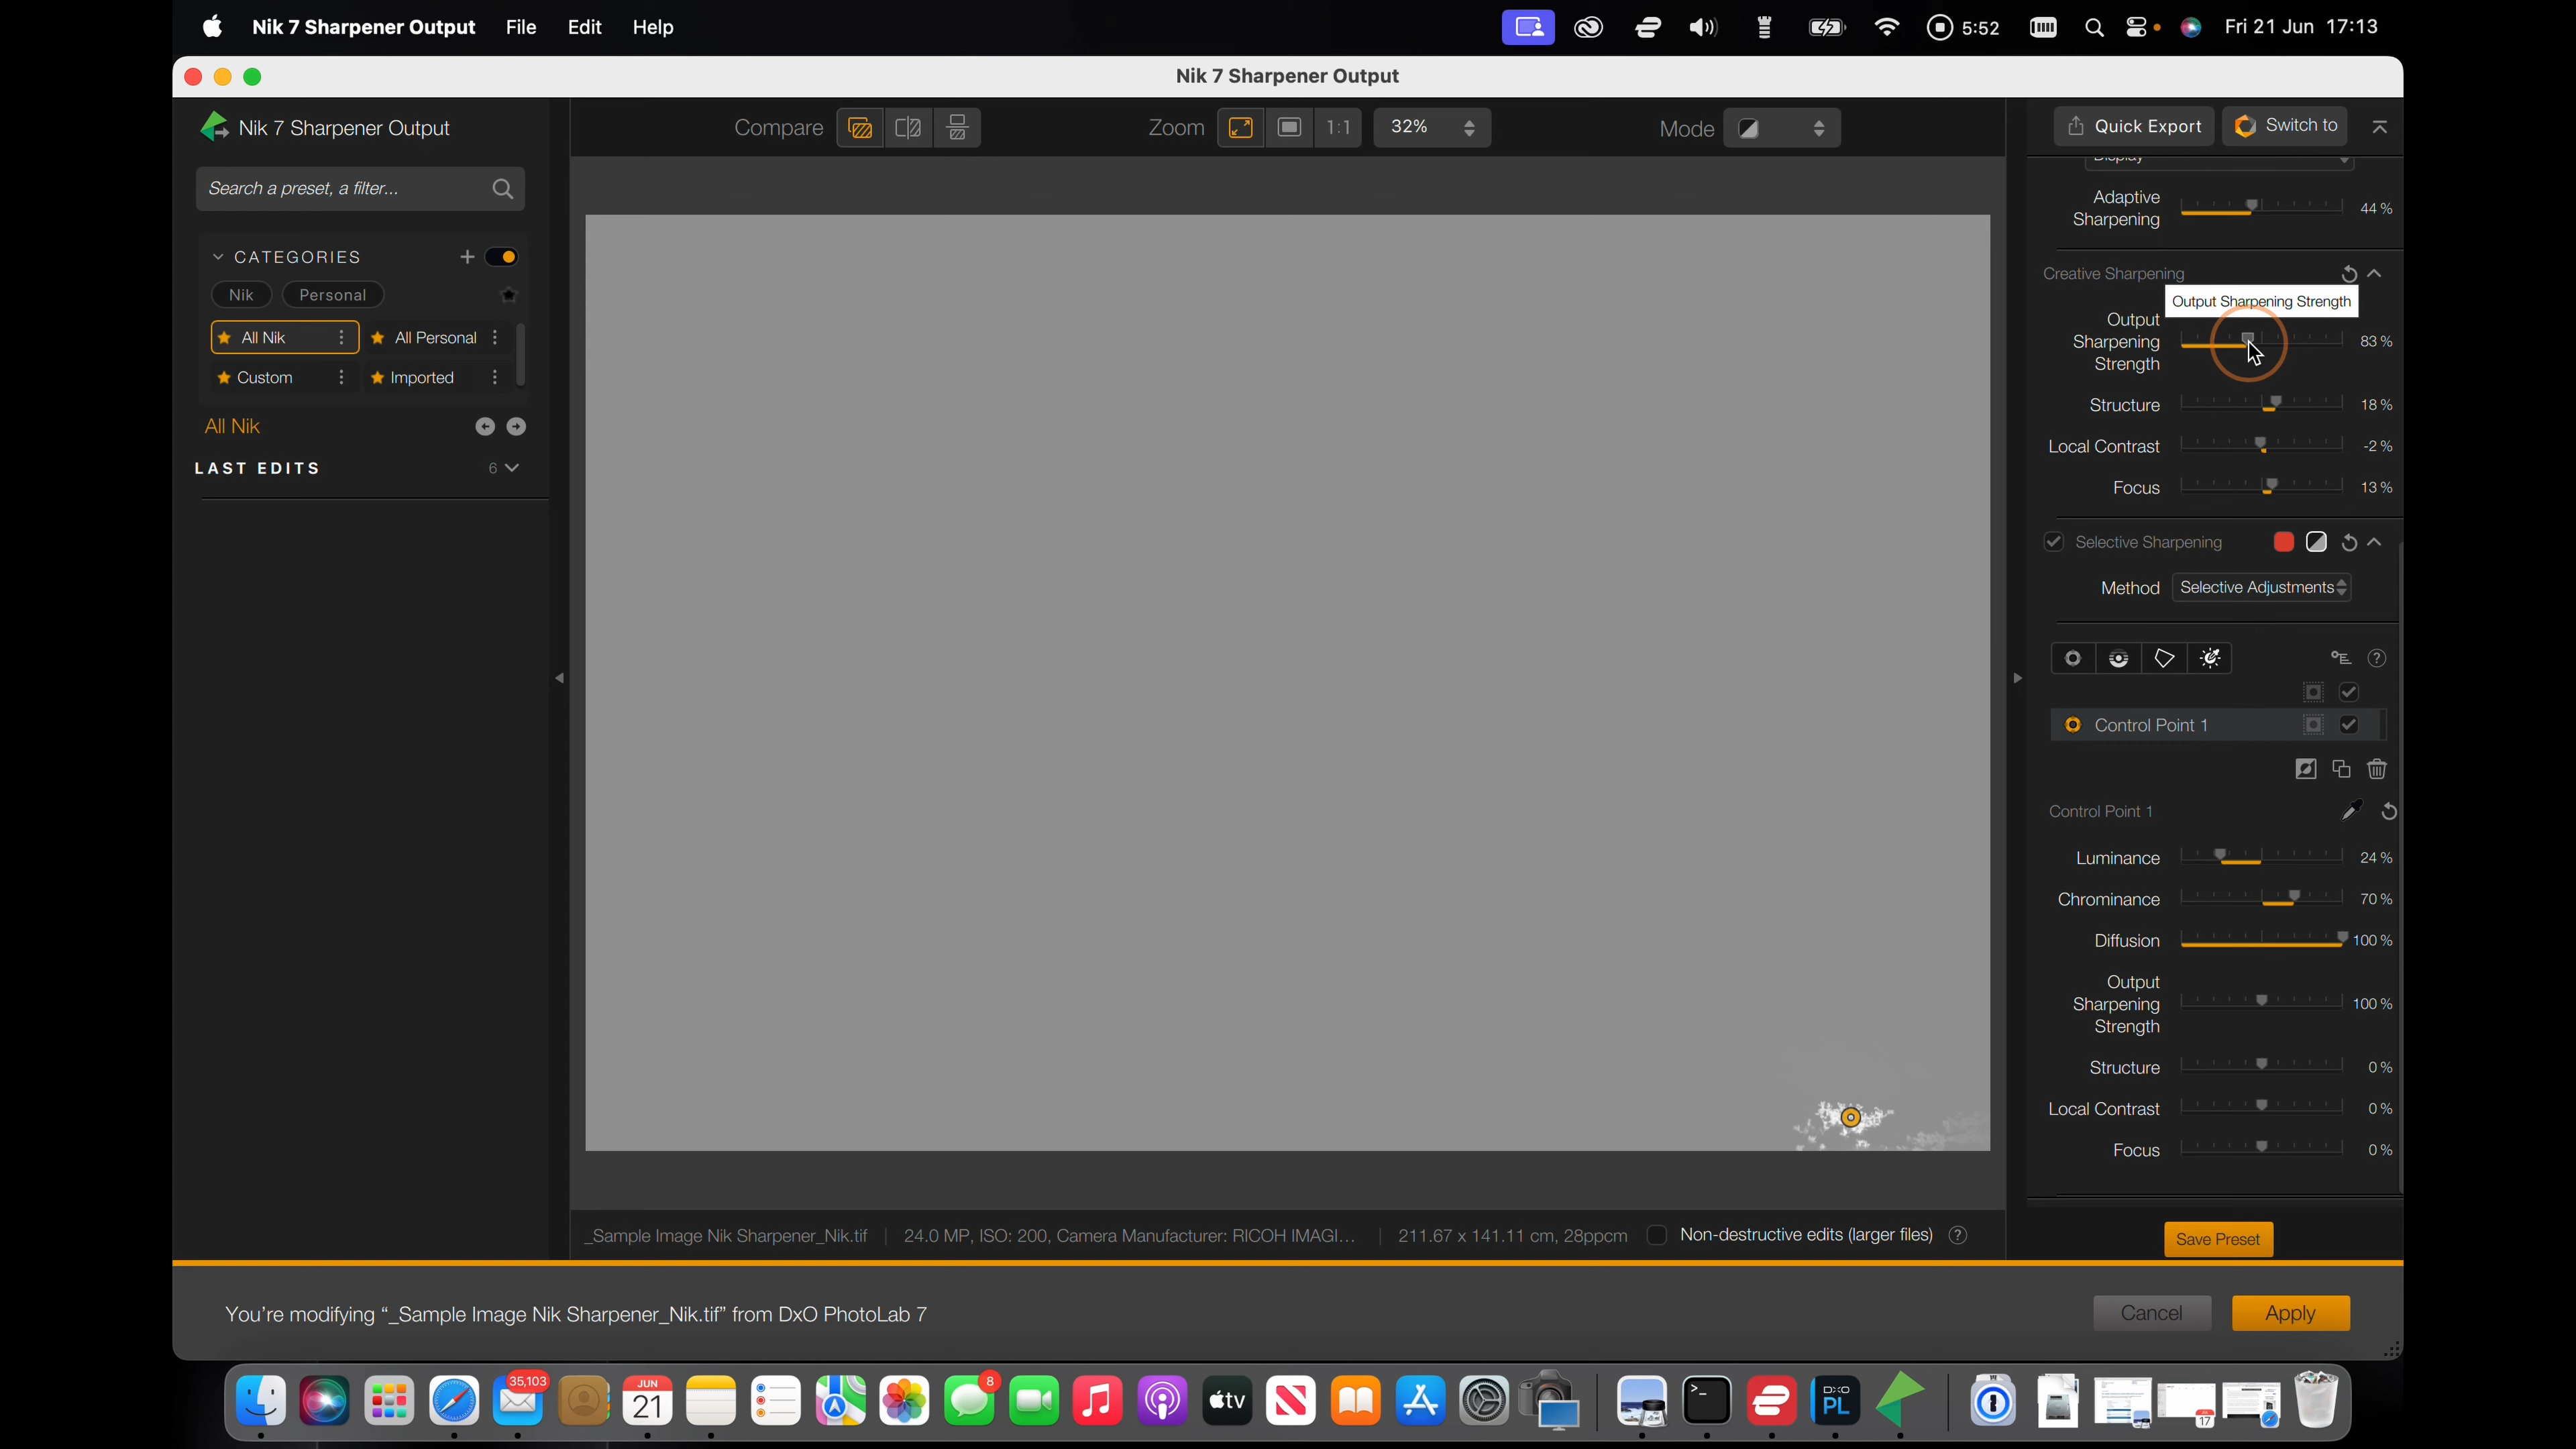 Nik 7 Sharpener Output File Edit Help 5:52 Fri 21 Jun 17:13
Nik 7 Sharpener Output
Nik 7 Sharpener Output Compare Zoom 1:1 32% Mode Quick Export Switch to
Display
Search a preset, a filter...
Adaptive
Sharpening 44 %
CATEGORIES
Nik Personal
All Nik All Personal
Custom Imported
All Nik
LAST EDITS 6
Creative Sharpening
Output Sharpening Strength
Output
Sharpening
Strength 83 %
Structure 18 %
Local Contrast -2 %
Focus 13 %
Selective Sharpening
Method Selective Adjustments
Control Point 1
Control Point 1
Luminance 24 %
Chrominance 70 %
Diffusion 100 %
Output
Sharpening
Strength 100 %
Structure 0 %
Local Contrast 0 %
Focus 0 %
_Sample Image Nik Sharpener_Nik.tif 24.0 MP, ISO: 200, Camera Manufacturer: RICOH IMAGI... 211.67 x 141.11 cm, 28ppcm Non-destructive edits (larger files)
Save Preset
You're modifying “_Sample Image Nik Sharpener_Nik.tif” from DxO PhotoLab 7 Cancel Apply
35,103 JUN 21 8 tv DXO PL 17